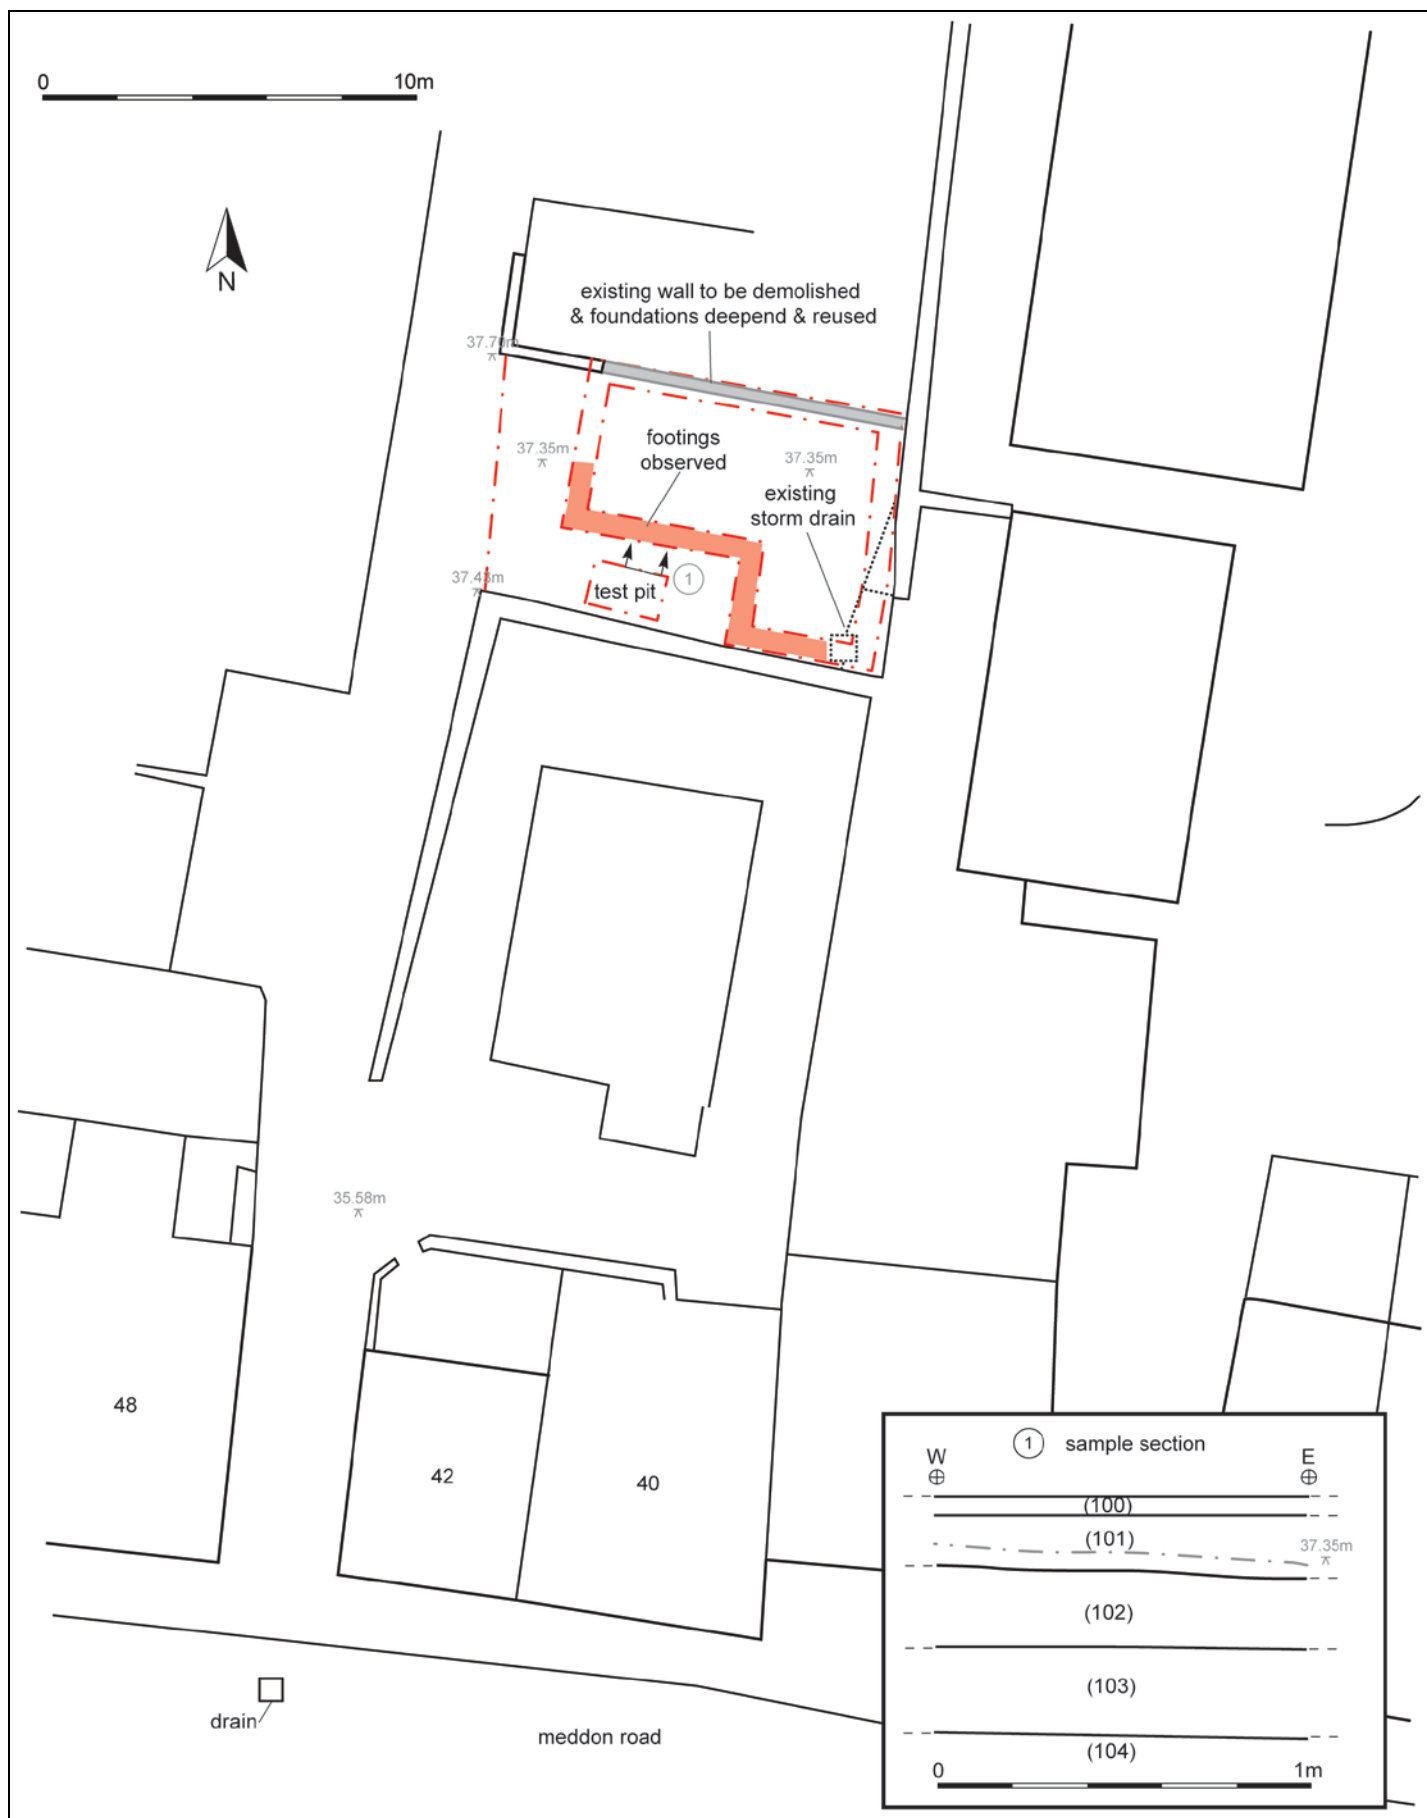 0 10m
N
existing wall to be demolished
& foundations deepend & reused
37.70m
footings
observed
37.35m
37.35m
existing
storm drain
37.43m
test pit
1
35.58m
48
42
40
drain
meddon road
1 sample section
W E
(100)
(101)
37.35m
(102)
(103)
(104)
0 1m